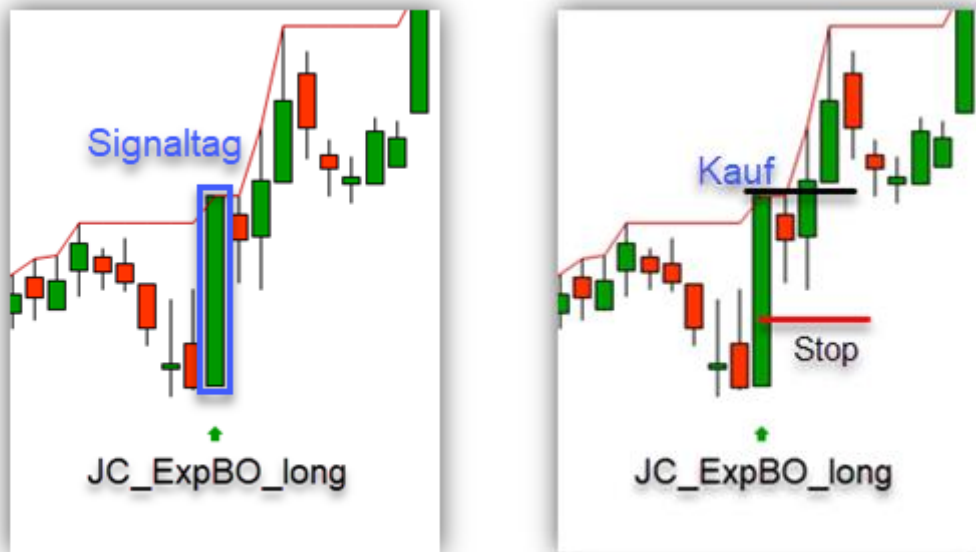 Signaltag
JC_ExpBO_long
Kauf
Stop
JC_ExpBO_long